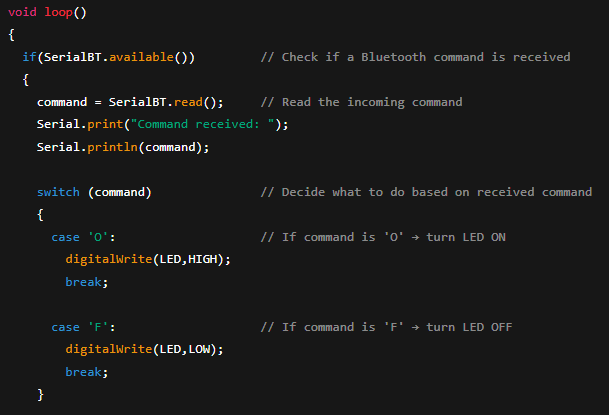 void loop()
{
  if(SerialBT.available())         // Check if a Bluetooth command is received
  {
    command = SerialBT.read();     // Read the incoming command
    Serial.print("Command received: ");
    Serial.println(command);

    switch (command)               // Decide what to do based on received command
    {
      case 'O':                    // If command is 'O' → turn LED ON
        digitalWrite(LED,HIGH);
        break;

      case 'F':                    // If command is 'F' → turn LED OFF
        digitalWrite(LED,LOW);
        break;
    }